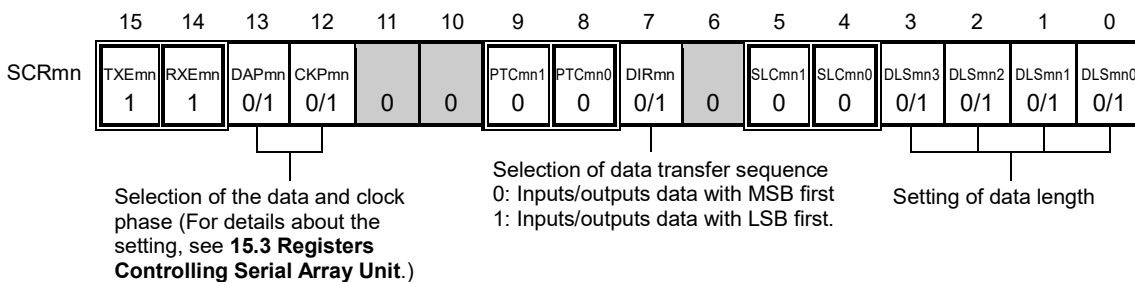 15 14 13 12 11 10 9 8 7 6 5 4 3 2 1 0
SCRmn TXEmn RXEmn DAPmn CKPmn PTCmn1 PTCmn0 DIRmn SLCmn1 SLCmn0 DLSmn3 DLSmn2 DLSmn1 DLSmn0
1 1 0/1 0/1 0 0 0 0 0/1 0 0 0 0/1 0/1 0/1 0/1
Selection of the data and clock
phase (For details about the
setting, see 15.3 Registers
Controlling Serial Array Unit.)
Selection of data transfer sequence
0: Inputs/outputs data with MSB first
1: Inputs/outputs data with LSB first.
Setting of data length